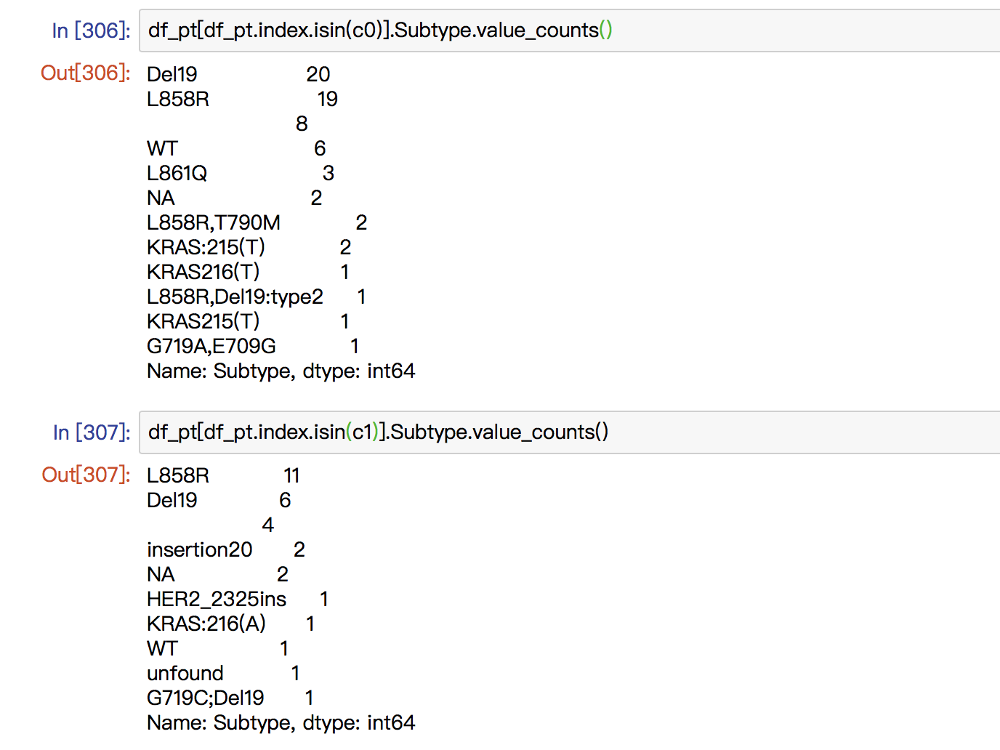 In [306]: df_pt[df_pt.index.isin(c0)].Subtype.value_counts()
Out[306]: Del19 20
L858R 19
8
WT 6
L861Q 3
NA 2
L858R,T790M 2
KRAS:215(T) 2
KRAS216(T) 1
L858R,Del19:type2 1
KRAS215(T) 1
G719A,E709G 1
Name: Subtype, dtype: int64
In [307]: df_pt[df_pt.index.isin(c1)].Subtype.value_counts()
Out[307]: L858R 11
Del19 6
4
insertion20 2
NA 2
HER2_2325ins 1
KRAS:216(A) 1
WT 1
unfound 1
G719C;Del19 1
Name: Subtype, dtype: int64